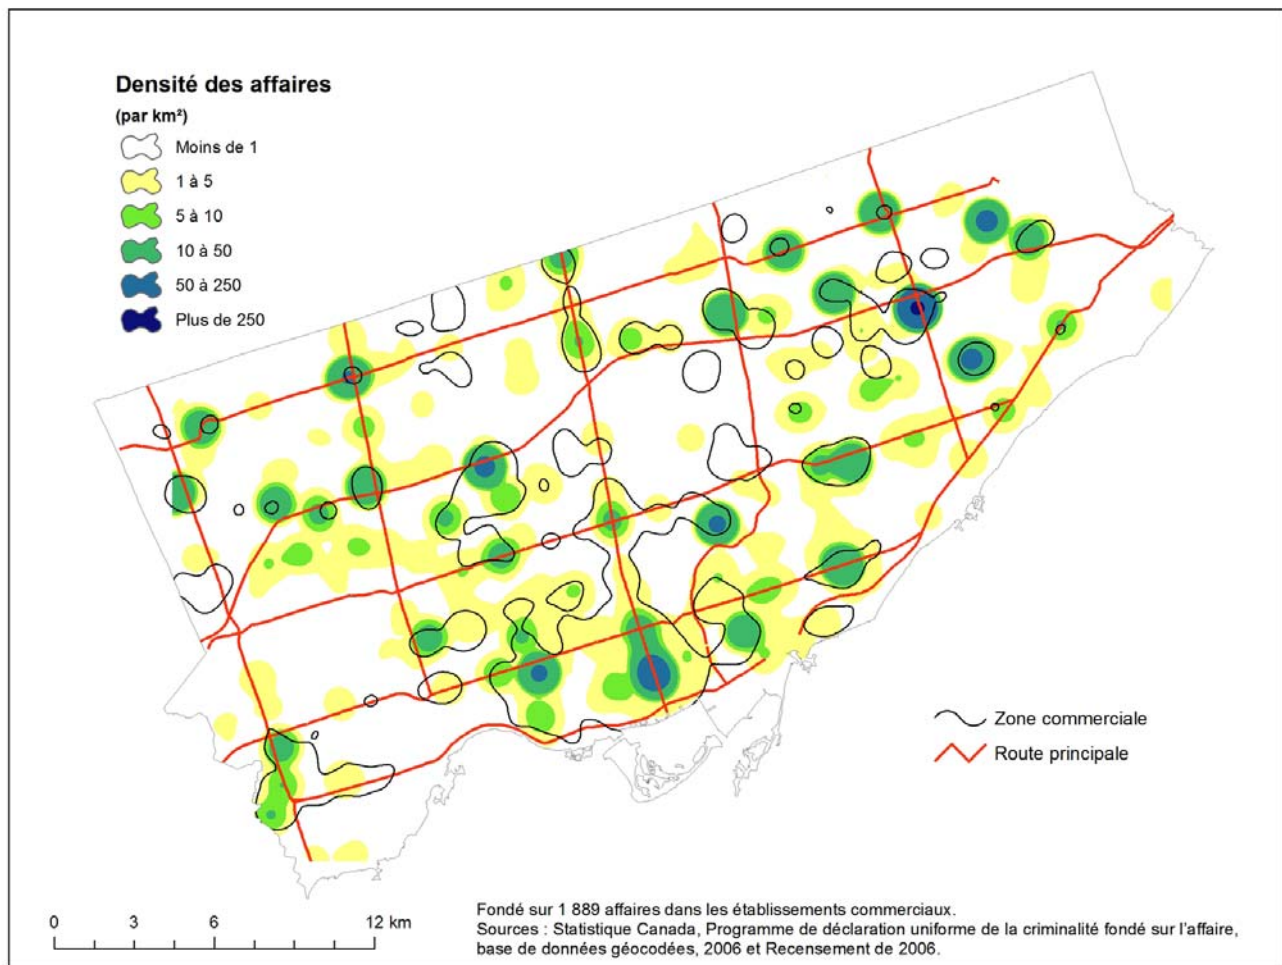 Densité des affaires
(par km²)
Moins de 1
1 à 5
5 à 10
10 à 50
50 à 250
Plus de 250
Zone commerciale
Route principale
0 3 6 12 km
Fondé sur 1 889 affaires dans les établissements commerciaux.
Sources : Statistique Canada, Programme de déclaration uniforme de la criminalité fondé sur l'affaire,
base de données géocodées, 2006 et Recensement de 2006.